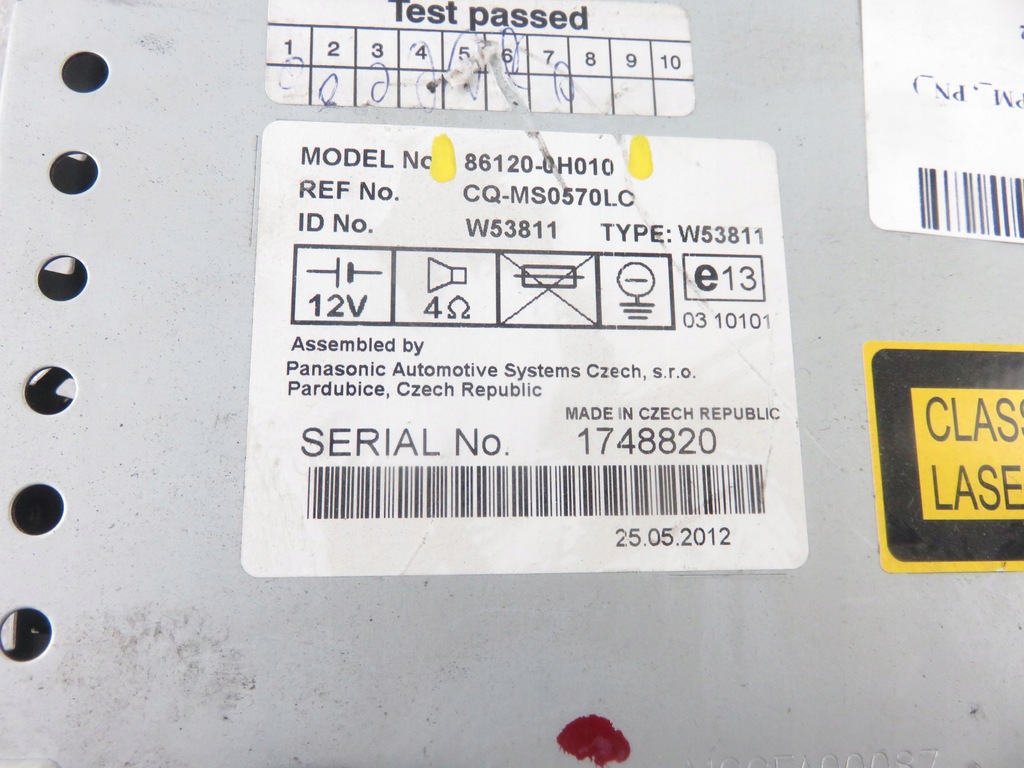 Test passed
1 2 3 4 5 6 7 8 9 10
MODEL No 86120-0H010
REF No. CQ-MS0570LC
ID No. W53811 TYPE: W53811
12V 4Ω e13
03 10101
Assembled by
Panasonic Automotive Systems Czech, s.r.o.
Pardubice, Czech Republic
MADE IN CZECH REPUBLIC
SERIAL No. 1748820
25.05.2012
PM_, PN_)
CLASS
LASE